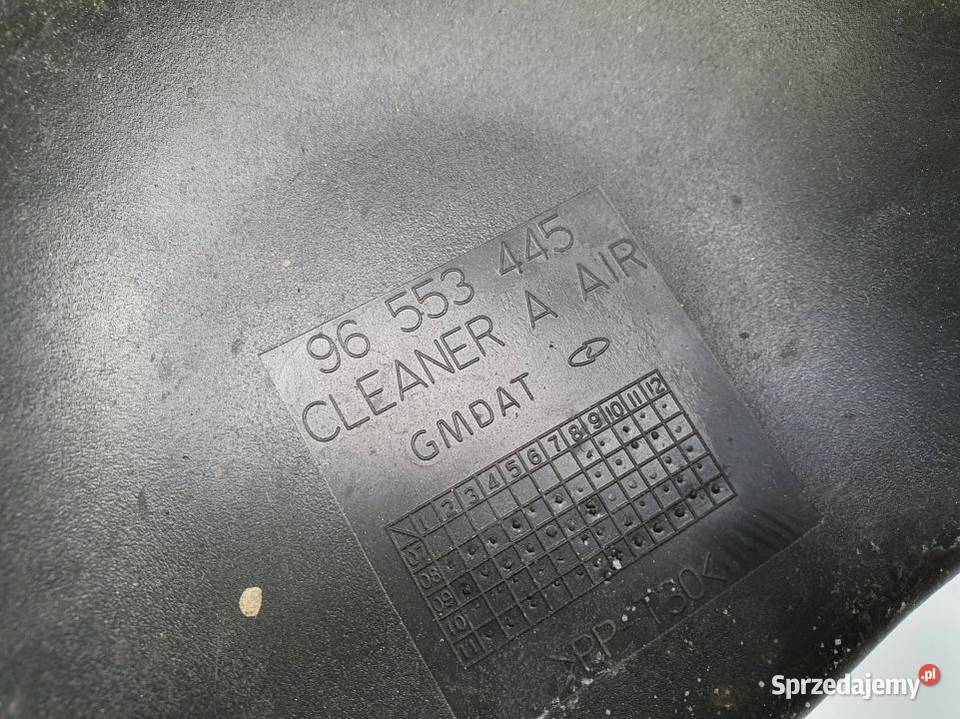 96 553 445
CLEANER A AIR
GMDAT
1 2 3 4 5 6 7 8 9 10 11 12
07
08
09
10
11
>PP-T30<
Sprzedajemy.pl